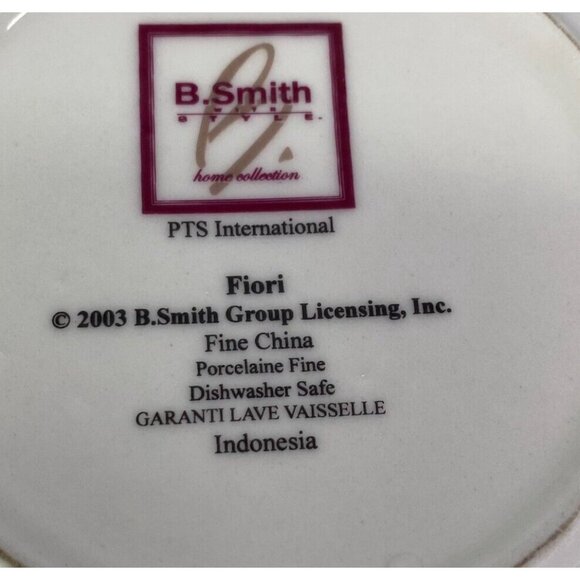 B.Smith
STYLE™
home collection
PTS International
Fiori
© 2003 B.Smith Group Licensing, Inc.
Fine China
Porcelaine Fine
Dishwasher Safe
GARANTI LAVE VAISSELLE
Indonesia